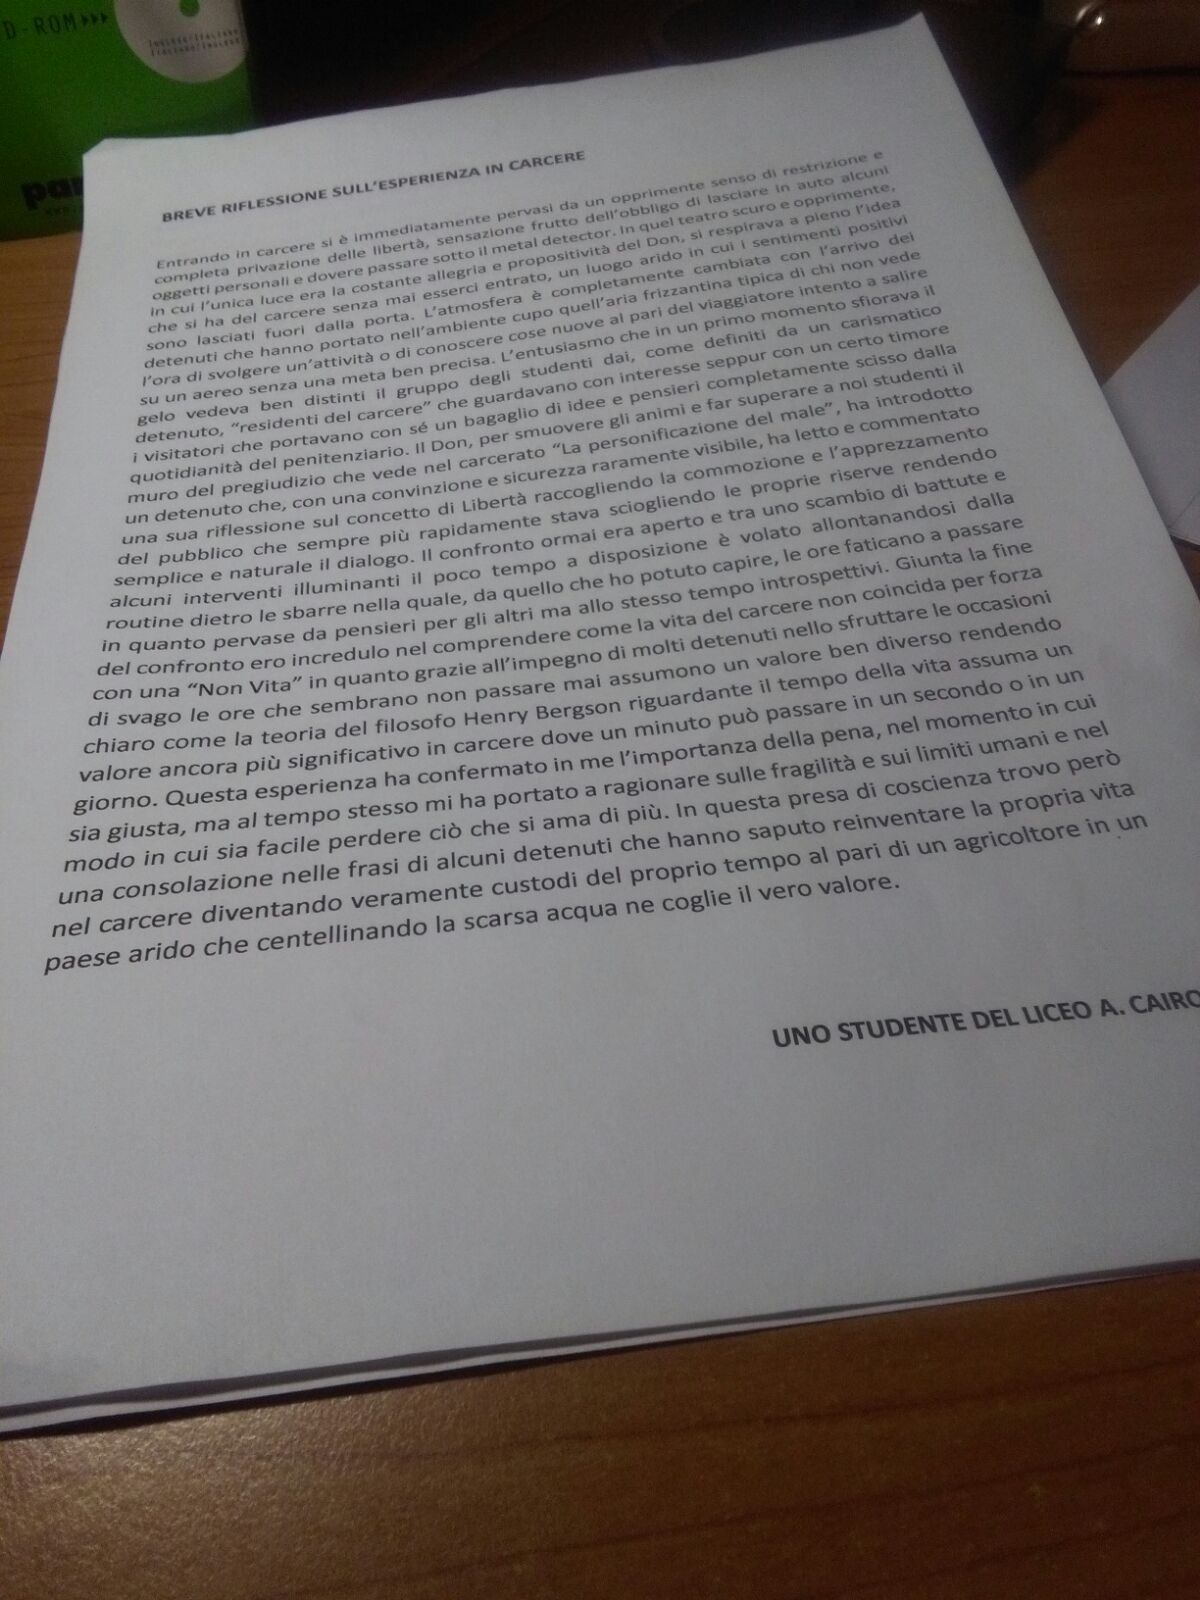 D-ROM
INGLESE/ITALIANO
ITALIANO/INGLESE
BREVE RIFLESSIONE SULL'ESPERIENZA IN CARCERE
Entrando in carcere si è immediatamente pervasi da un opprimente senso di restrizione e
completa privazione delle libertà, sensazione frutto dell'obbligo di lasciare in auto alcuni
oggetti personali e dovere passare sotto il metal detector. In quel teatro scuro e opprimente,
in cui l'unica luce era la costante allegria e propositività del Don, si respirava a pieno l'idea
che si ha del carcere senza mai esserci entrato, un luogo arido in cui i sentimenti positivi
sono lasciati fuori dalla porta. L'atmosfera è completamente cambiata con l'arrivo dei
detenuti che hanno portato nell'ambiente cupo quell'aria frizzantina tipica di chi non vede
l'ora di svolgere un'attività o di conoscere cose nuove al pari del viaggiatore intento a salire
su un aereo senza una meta ben precisa. L'entusiasmo che in un primo momento sfiorava il
gelo vedeva ben distinti il gruppo degli studenti dai, come definiti da un carismatico
detenuto, "residenti del carcere" che guardavano con interesse seppur con un certo timore
i visitatori che portavano con sé un bagaglio di idee e pensieri completamente scisso dalla
quotidianità del penitenziario. Il Don, per smuovere gli animi e far superare a noi studenti il
muro del pregiudizio che vede nel carcerato "La personificazione del male", ha introdotto
un detenuto che, con una convinzione e sicurezza raramente visibile, ha letto e commentato
una sua riflessione sul concetto di Libertà raccogliendo la commozione e l'apprezzamento
del pubblico che sempre più rapidamente stava sciogliendo le proprie riserve rendendo
semplice e naturale il dialogo. Il confronto ormai era aperto e tra uno scambio di battute e
alcuni interventi illuminanti il poco tempo a disposizione è volato allontanandosi dalla
routine dietro le sbarre nella quale, da quello che ho potuto capire, le ore faticano a passare
in quanto pervase da pensieri per gli altri ma allo stesso tempo introspettivi. Giunta la fine
del confronto ero incredulo nel comprendere come la vita del carcere non coincida per forza
con una "Non Vita" in quanto grazie all'impegno di molti detenuti nello sfruttare le occasioni
di svago le ore che sembrano non passare mai assumono un valore ben diverso rendendo
chiaro come la teoria del filosofo Henry Bergson riguardante il tempo della vita assuma un
valore ancora più significativo in carcere dove un minuto può passare in un secondo o in un
giorno. Questa esperienza ha confermato in me l'importanza della pena, nel momento in cui
sia giusta, ma al tempo stesso mi ha portato a ragionare sulle fragilità e sui limiti umani e nel
modo in cui sia facile perdere ciò che si ama di più. In questa presa di coscienza trovo però
una consolazione nelle frasi di alcuni detenuti che hanno saputo reinventare la propria vita
nel carcere diventando veramente custodi del proprio tempo al pari di un agricoltore in un
paese arido che centellinando la scarsa acqua ne coglie il vero valore.
UNO STUDENTE DEL LICEO A. CAIRO